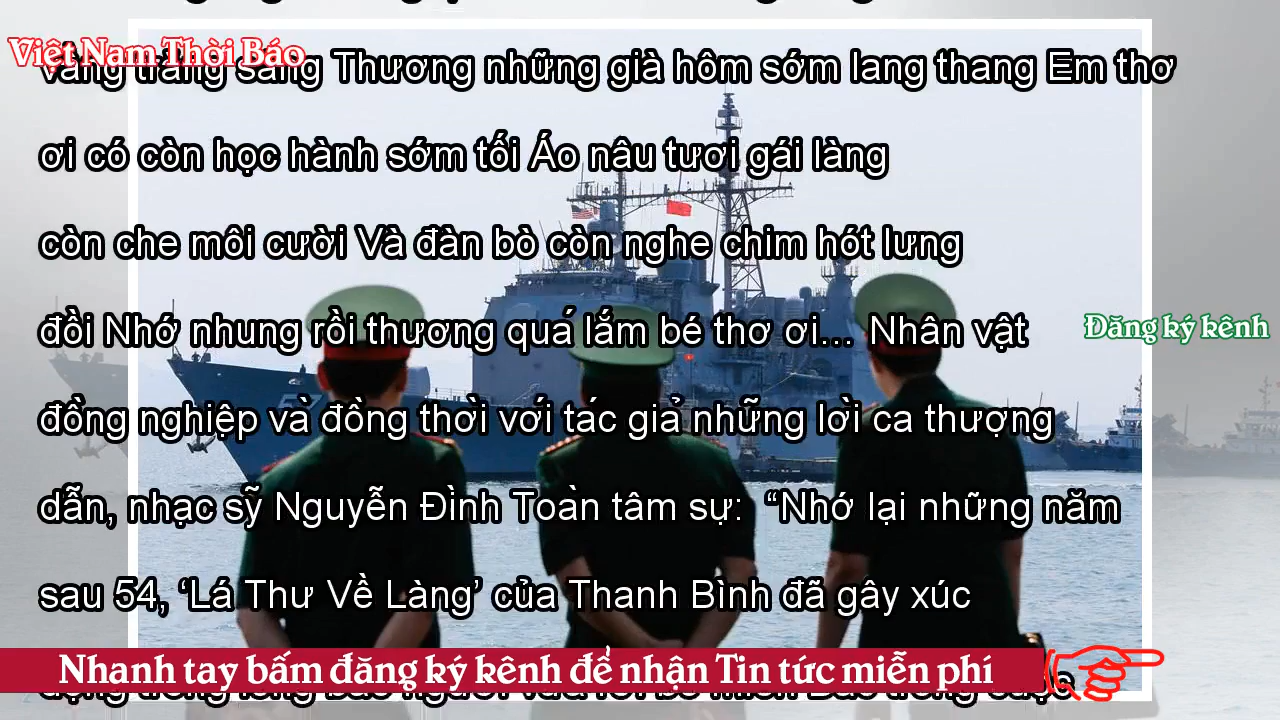 Việt Nam Thời Báo
vầng trăng sáng Thương những già hôm sớm lang thang Em thơ
ơi có còn học hành sớm tối Áo nâu tươi gái làng
còn che môi cười Và đàn bò còn nghe chim hót lưng
đồi Nhớ nhung rồi thương quá lắm bé thơ ơi... Nhân vật
Đăng ký kênh
đồng nghiệp và đồng thời với tác giả những lời ca thượng
dẫn, nhạc sỹ Nguyễn Đình Toàn tâm sự: “Nhớ lại những năm
sau 54, ‘Lá Thư Về Làng’ của Thanh Bình đã gây xúc
Nhanh tay bấm đăng ký kênh để nhận Tin tức miễn phí